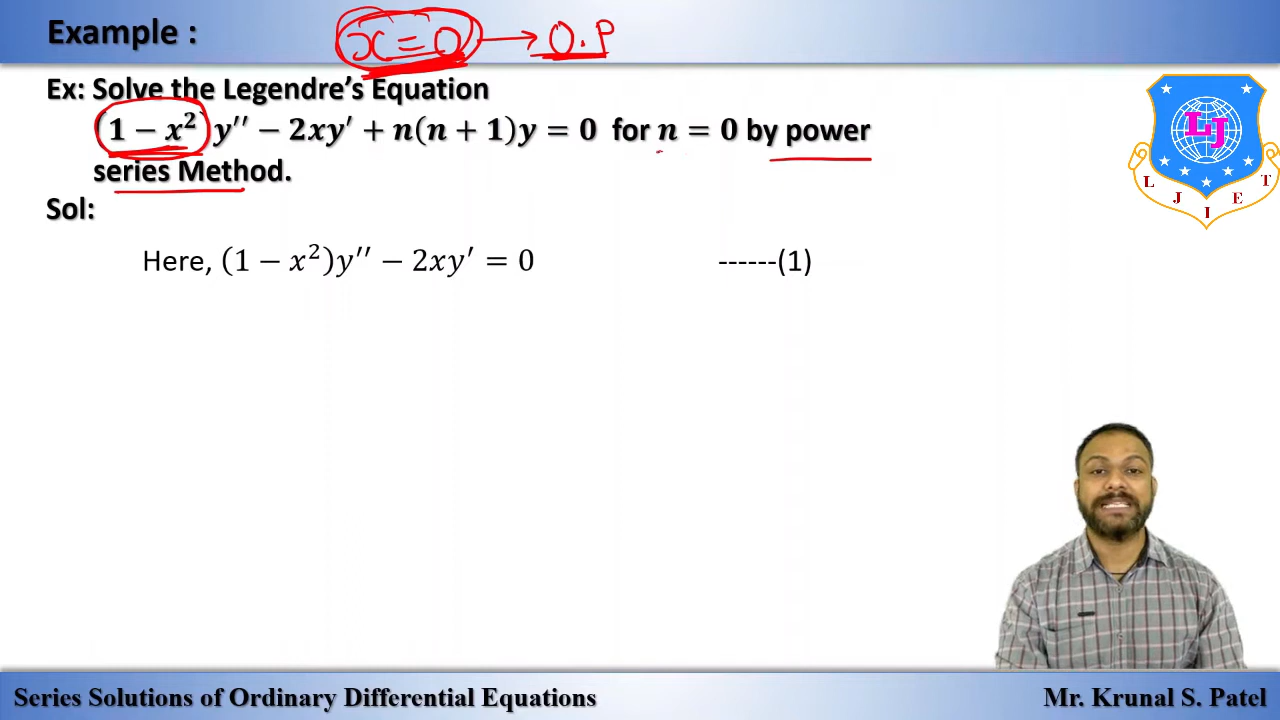 Example :
x = 0 → O.P
Ex: Solve the Legendre's Equation
(1 − x²)y′′ − 2xy′ + n(n + 1)y = 0 for n = 0 by power
series Method.
Sol:
Here, (1 − x²)y′′ − 2xy′ = 0 ------(1)
LJ
L J I E T
Series Solutions of Ordinary Differential Equations
Mr. Krunal S. Patel